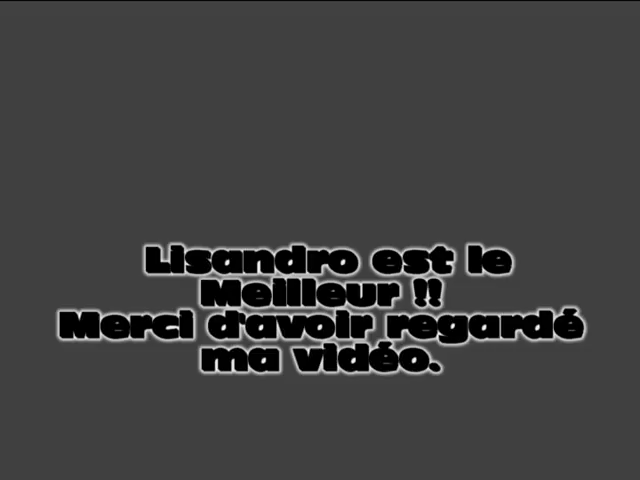 Lisandro est le
Meilleur !!
Merci d'avoir regardé
ma vidéo.